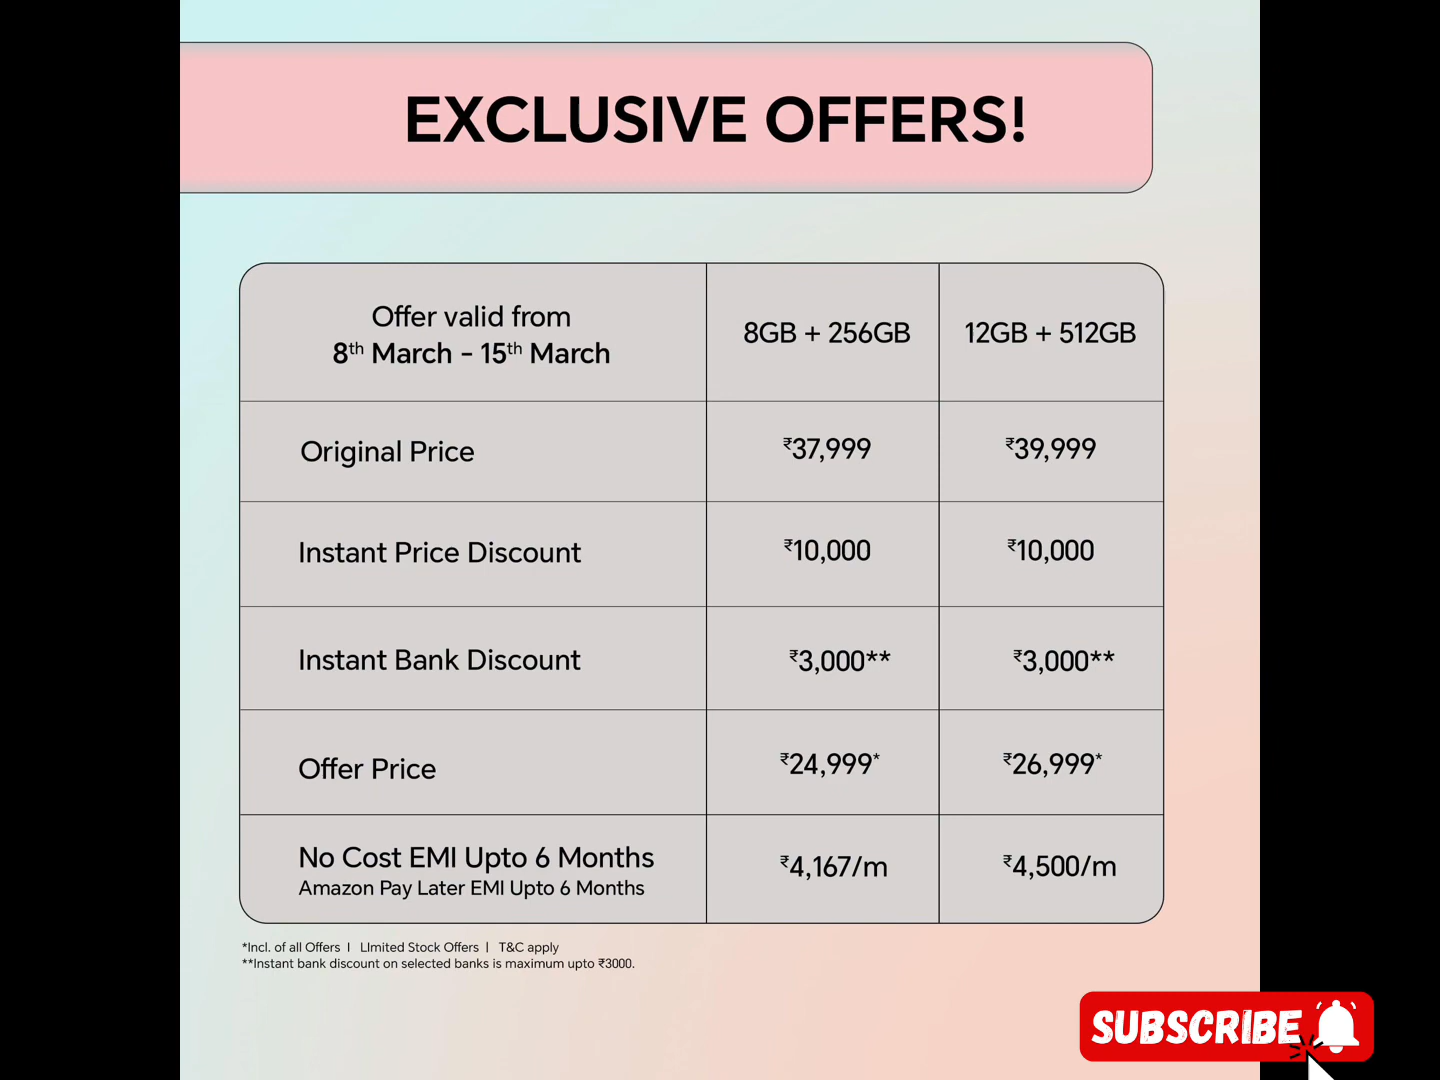 EXCLUSIVE OFFERS!
Offer valid from
8th March - 15th March
8GB + 256GB
12GB + 512GB
Original Price
₹37,999
₹39,999
Instant Price Discount
₹10,000
₹10,000
Instant Bank Discount
₹3,000**
₹3,000**
Offer Price
₹24,999*
₹26,999*
No Cost EMI Upto 6 Months
Amazon Pay Later EMI Upto 6 Months
₹4,167/m
₹4,500/m
*Incl. of all Offers | LImited Stock Offers | T&C apply
**Instant bank discount on selected banks is maximum upto ₹3000.
SUBSCRIBE